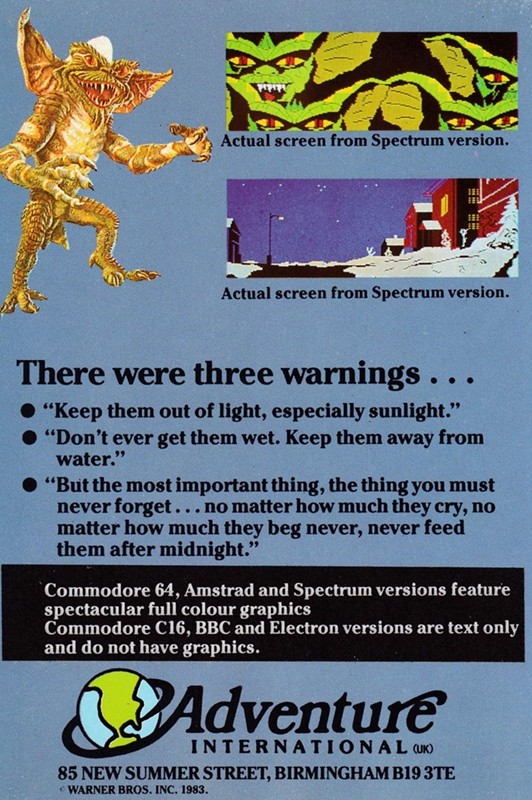 Actual screen from Spectrum version.
Actual screen from Spectrum version.
There were three warnings . . .
● “Keep them out of light, especially sunlight.”
● “Don’t ever get them wet. Keep them away from
water.”
● “But the most important thing, the thing you must
never forget . . . no matter how much they cry, no
matter how much they beg never, never feed
them after midnight.”
Commodore 64, Amstrad and Spectrum versions feature
spectacular full colour graphics
Commodore C16, BBC and Electron versions are text only
and do not have graphics.
Adventure
INTERNATIONAL (UK)
85 NEW SUMMER STREET, BIRMINGHAM B19 3TE
© WARNER BROS. INC. 1983.